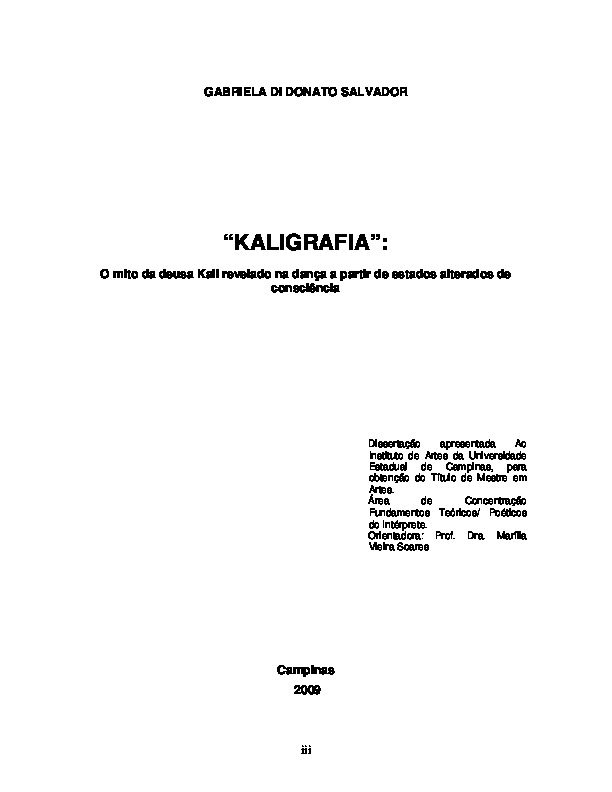 GABRIELA DI DONATO SALVADOR
“KALIGRAFIA”:
O mito da deusa Kali revelado na dança a partir de estados alterados de
consciência
Dissertação apresentada Ao
Instituto de Artes da Universidade
Estadual de Campinas, para
obtenção do Título de Mestre em
Artes.
Área de Concentração
Fundamentos Teóricos/ Poéticos
do Intérprete.
Orientadora: Prof. Dra. Marília
Vieira Soares
Campinas
2009
iii